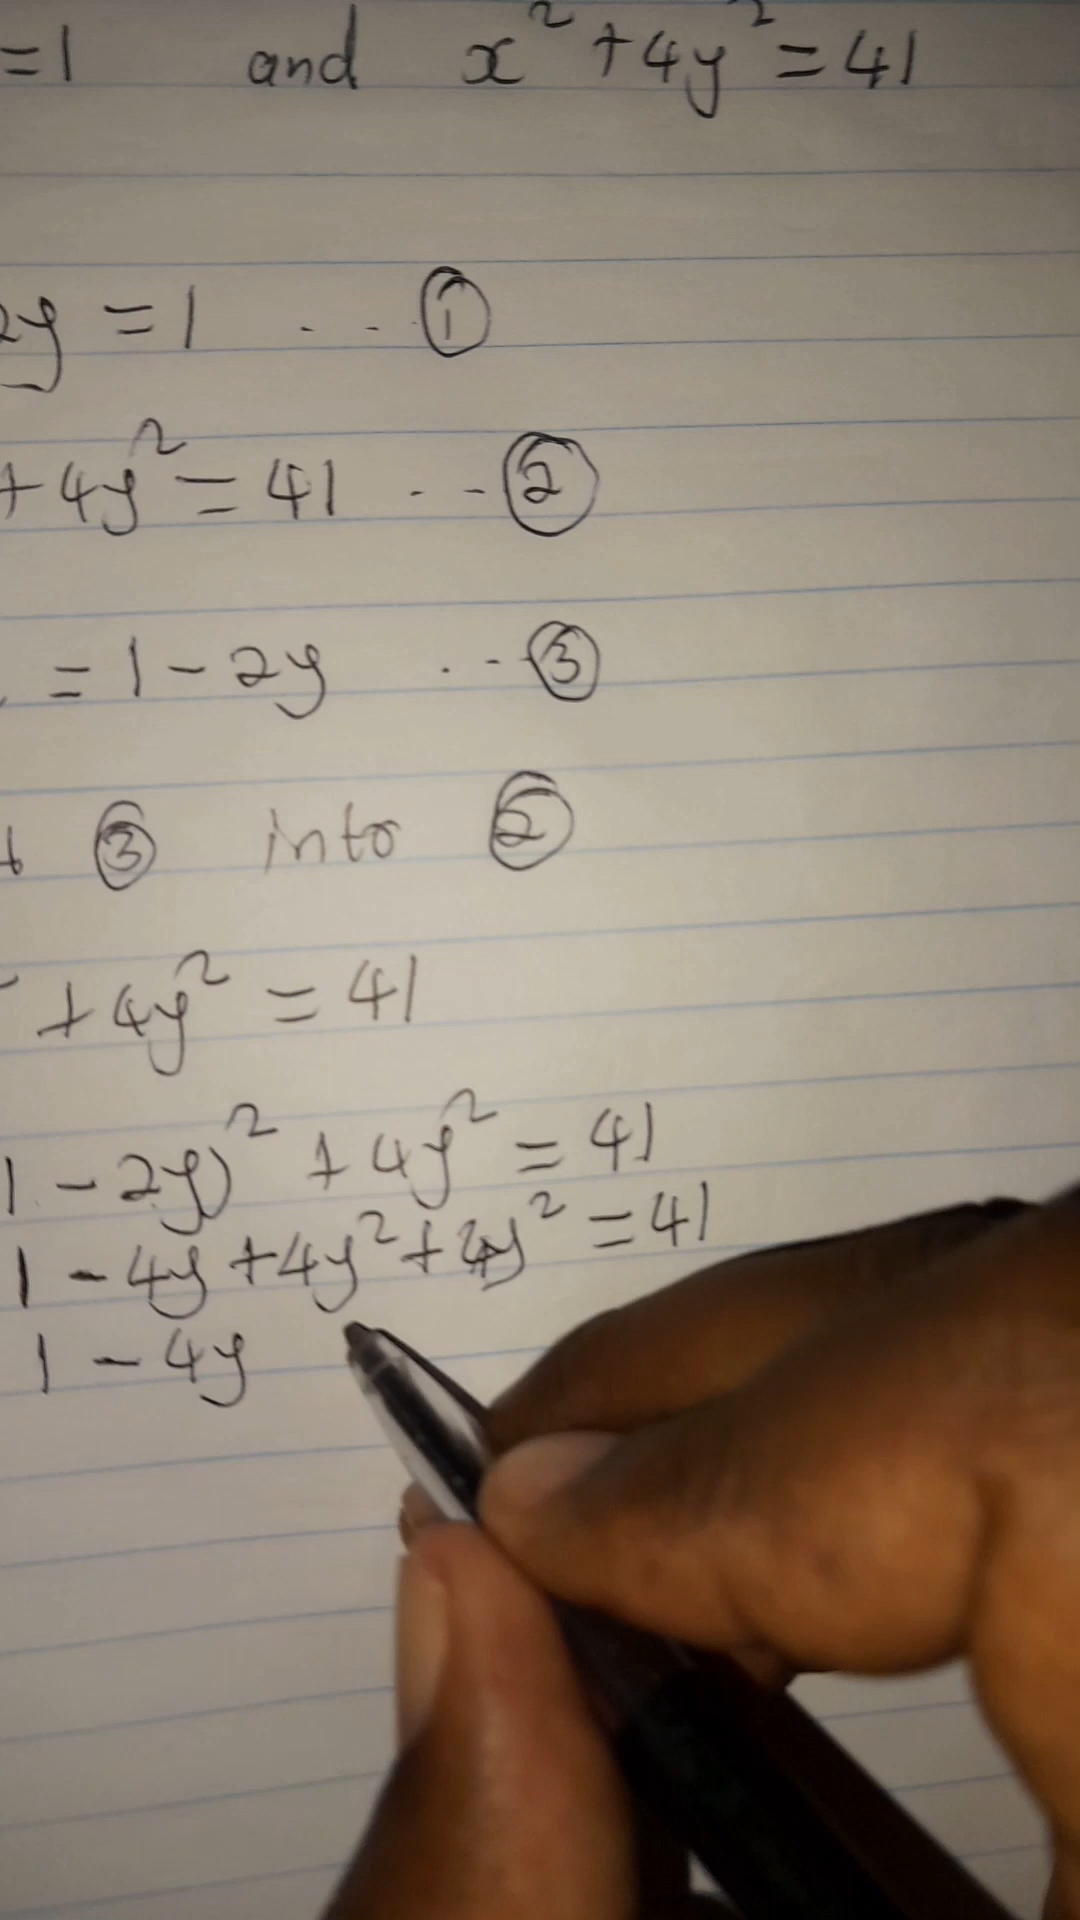 =1 and x² + 4y² = 41
2y = 1 . . . ①
+ 4y² = 41 . . - ②
= 1 - 2y . . - ③
③ into ②
+ 4y² = 41
1 - 2y)² + 4y² = 41
1 - 4y + 4y² + 4y² = 41
1 - 4y